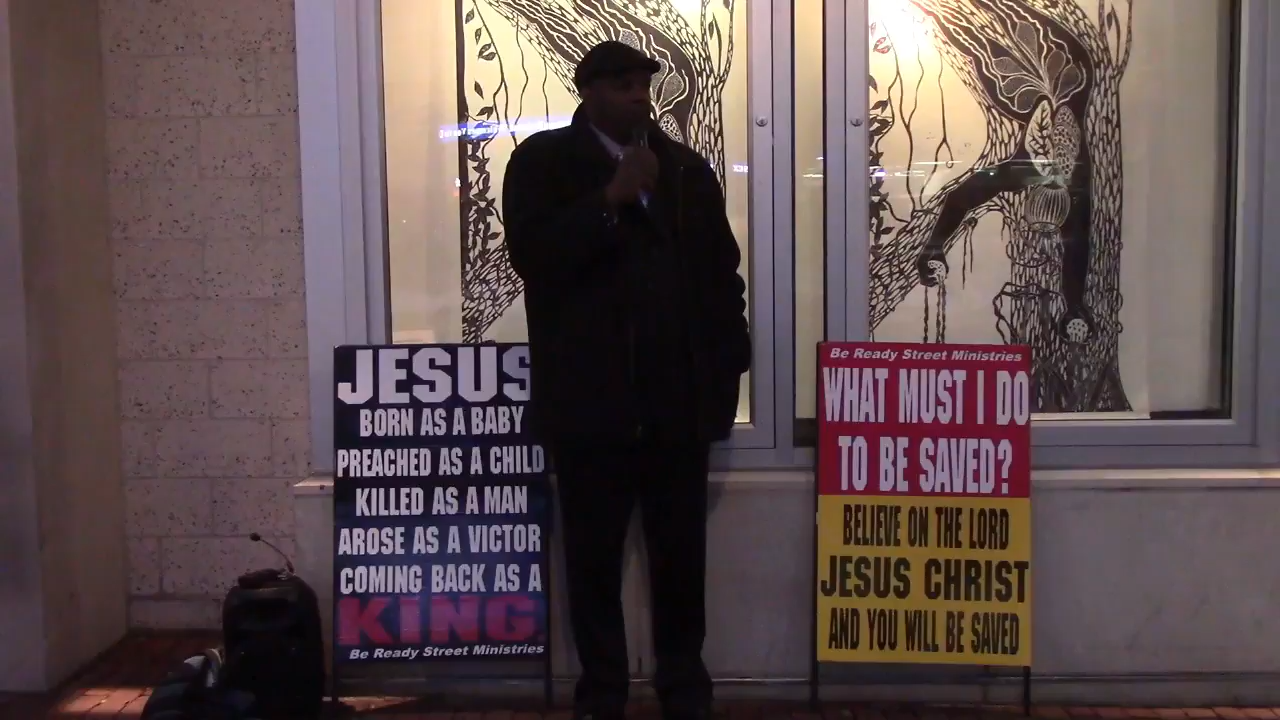 JESUS
BORN AS A BABY
PREACHED AS A CHILD
KILLED AS A MAN
AROSE AS A VICTOR
COMING BACK AS A
KING
Be Ready Street Ministries
Be Ready Street Ministries
WHAT MUST I DO
TO BE SAVED?
BELIEVE ON THE LORD
JESUS CHRIST
AND YOU WILL BE SAVED